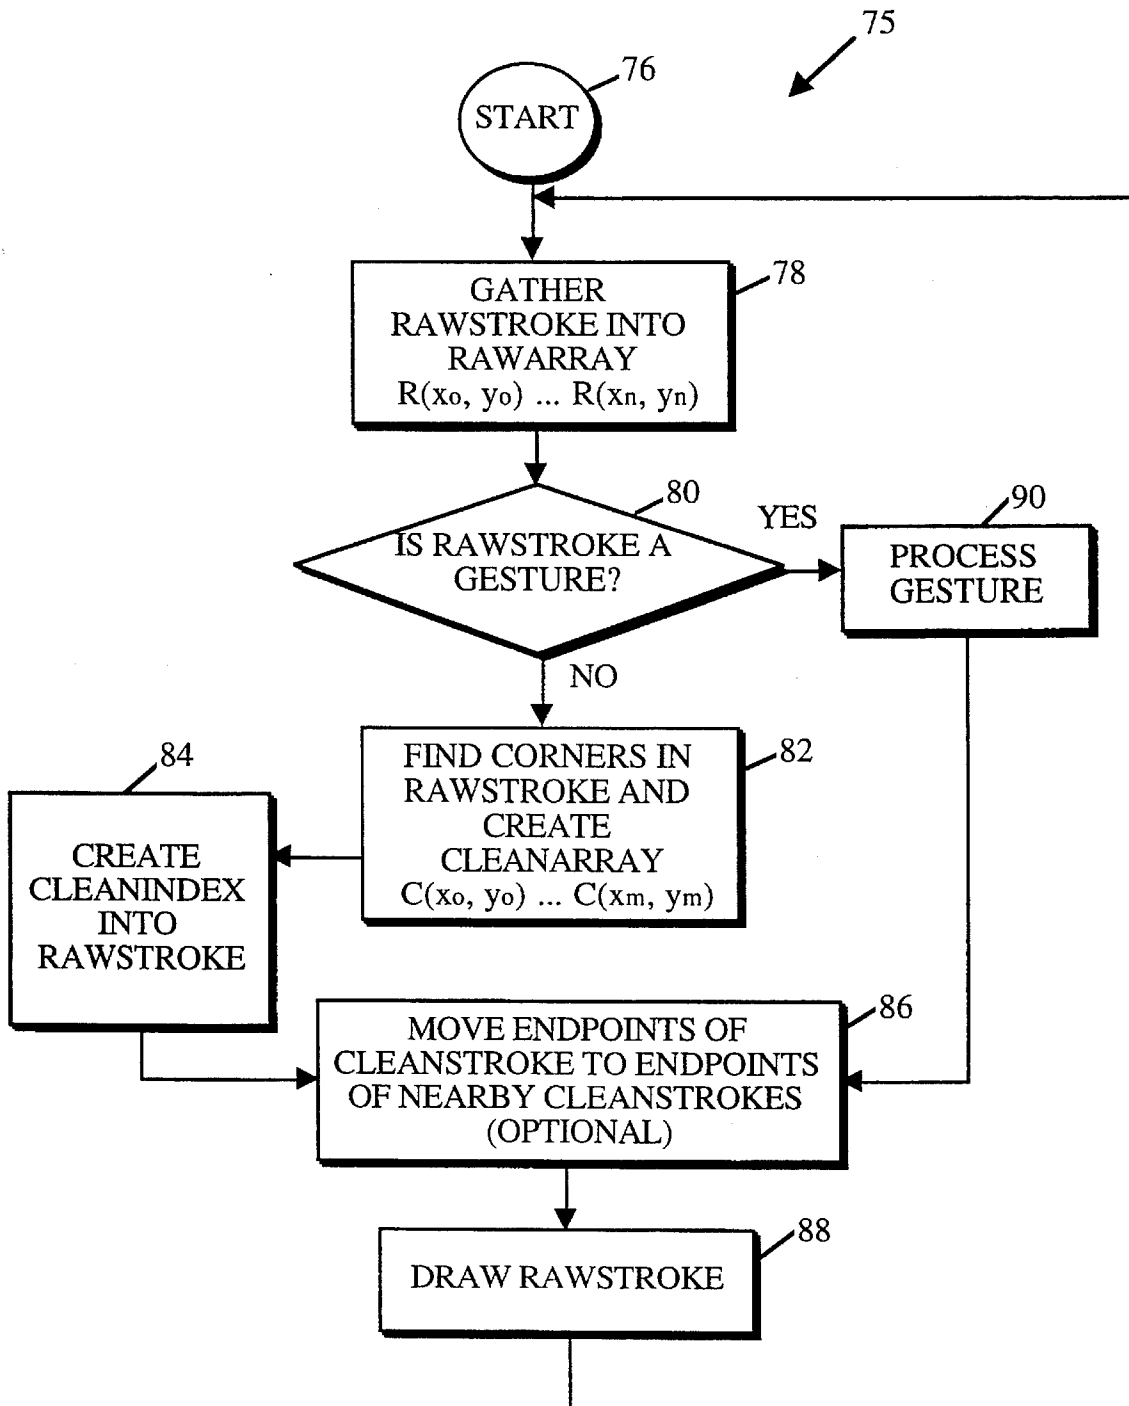 75
76
START
78
GATHER
RAWSTROKE INTO
RAWARRAY
R(xo, yo) ... R(xn, yn)
80
IS RAWSTROKE A
GESTURE?
YES
90
PROCESS
GESTURE
NO
82
FIND CORNERS IN
RAWSTROKE AND
CREATE
CLEANARRAY
C(xo, yo) ... C(xm, ym)
84
CREATE
CLEANINDEX
INTO
RAWSTROKE
86
MOVE ENDPOINTS OF
CLEANSTROKE TO ENDPOINTS
OF NEARBY CLEANSTROKES
(OPTIONAL)
88
DRAW RAWSTROKE